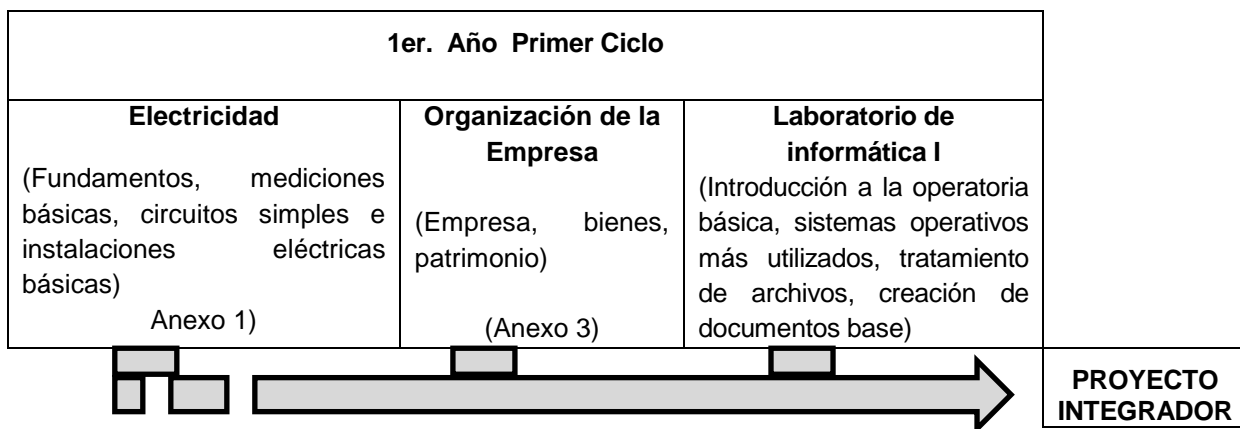 1er. Año Primer Ciclo
Electricidad
(Fundamentos, mediciones
básicas, circuitos simples e
instalaciones eléctricas
básicas)
Anexo 1)
Organización de la
Empresa
(Empresa, bienes,
patrimonio)
(Anexo 3)
Laboratorio de
informática I
(Introducción a la operatoria
básica, sistemas operativos
más utilizados, tratamiento
de archivos, creación de
documentos base)
PROYECTO
INTEGRADOR